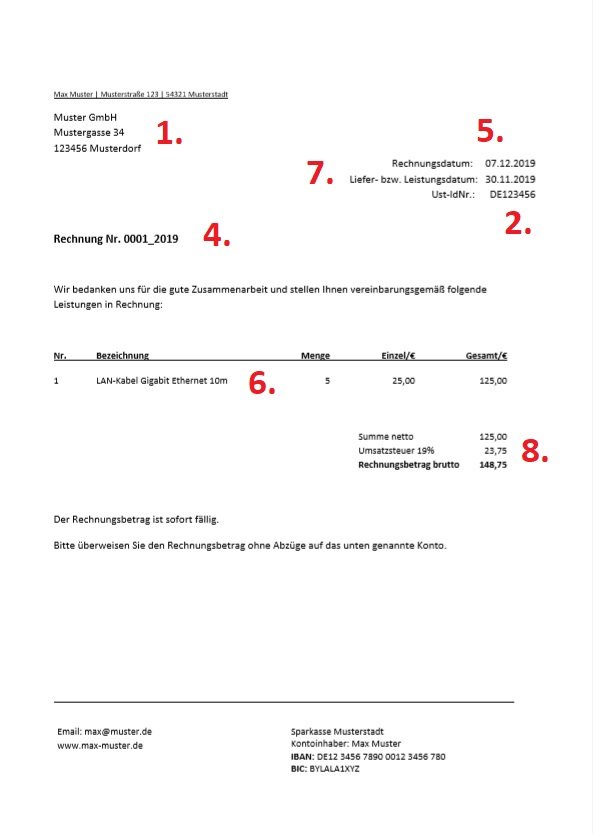 Max Muster | Musterstraße 123 | 54321 Musterstadt
Muster GmbH
Mustergasse 34
123456 Musterdorf
1.
5.
7.
Rechnungsdatum: 07.12.2019
Liefer- bzw. Leistungsdatum: 30.11.2019
Ust-IdNr.: DE123456
2.
Rechnung Nr. 0001_2019
4.
Wir bedanken uns für die gute Zusammenarbeit und stellen Ihnen vereinbarungsgemäß folgende
Leistungen in Rechnung:
Nr. Bezeichnung Menge Einzel/€ Gesamt/€
1 LAN-Kabel Gigabit Ethernet 10m 5 25,00 125,00
6.
Summe netto 125,00
Umsatzsteuer 19% 23,75
Rechnungsbetrag brutto 148,75
8.
Der Rechnungsbetrag ist sofort fällig.
Bitte überweisen Sie den Rechnungsbetrag ohne Abzüge auf das unten genannte Konto.
Email: max@muster.de
www.max-muster.de
Sparkasse Musterstadt
Kontoinhaber: Max Muster
IBAN: DE12 3456 7890 0012 3456 780
BIC: BYLALA1XYZ